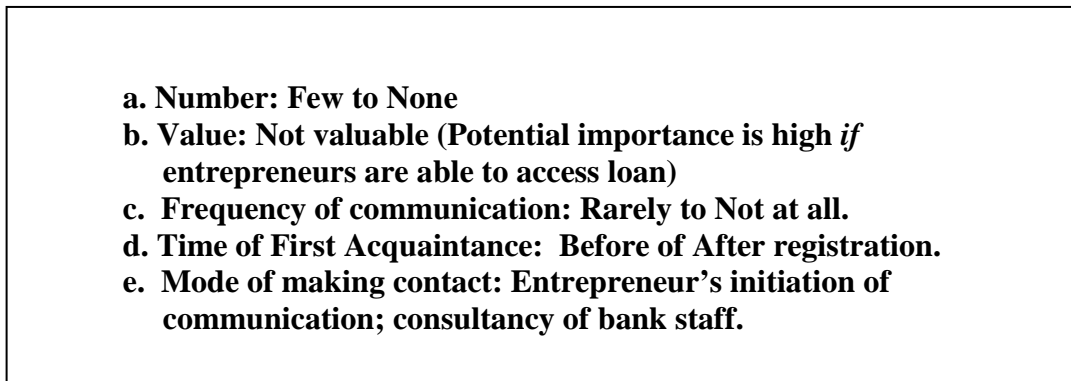 a. Number: Few to None
b. Value: Not valuable (Potential importance is high if
entrepreneurs are able to access loan)
c. Frequency of communication: Rarely to Not at all.
d. Time of First Acquaintance: Before of After registration.
e. Mode of making contact: Entrepreneur’s initiation of
communication; consultancy of bank staff.